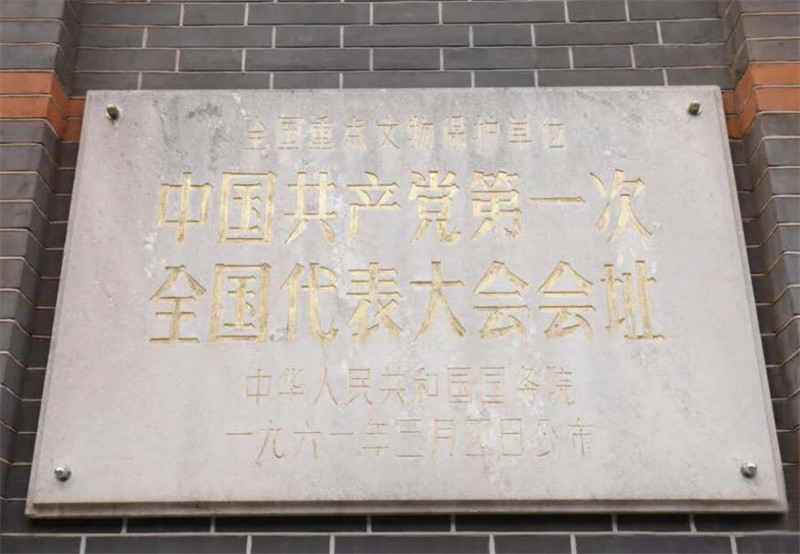 全国重点文物保护单位
中国共产党第一次
全国代表大会会址
中华人民共和国国务院
一九六一年三月四日公布